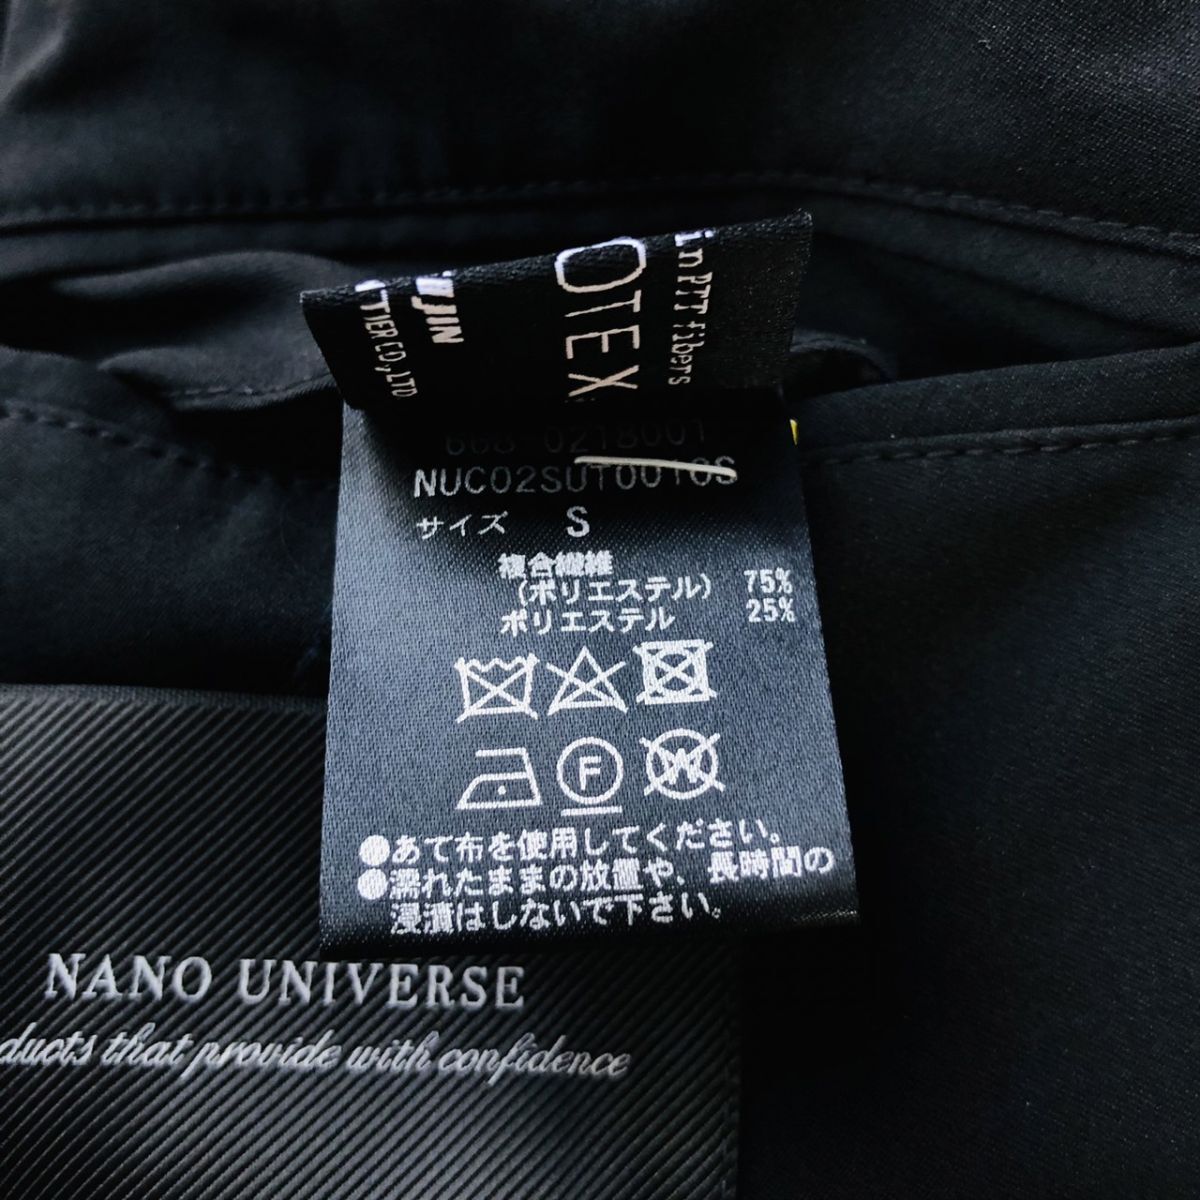 in PTT fibers
OTEX
JIN
TIER CO., LTD
668-0218001
NUC02SUT0010S
サイズ S
複合繊維
(ポリエステル) 75%
ポリエステル 25%
F
W
●あて布を使用してください。
●濡れたままの放置や、長時間の
浸漬はしないで下さい。
NANO UNIVERSE
ducts that provide with confidence